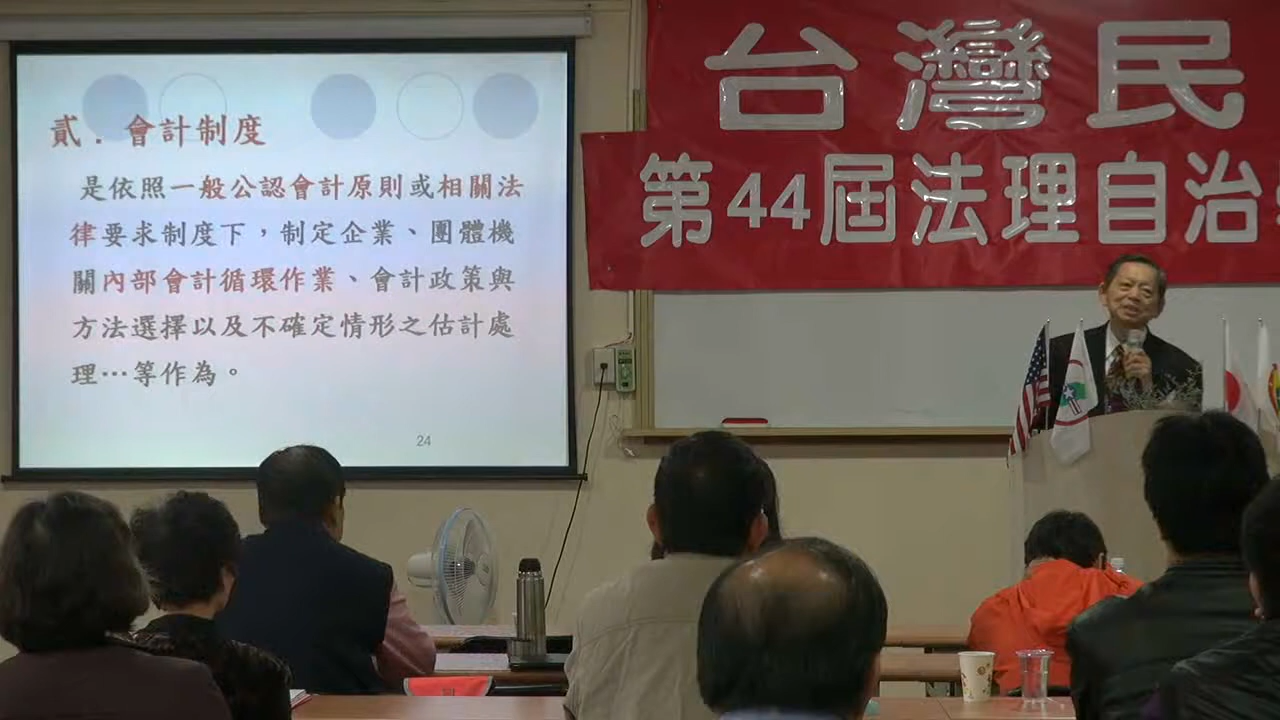 貳．會計制度
是依照一般公認會計原則或相關法
律要求制度下，制定企業、團體機
關內部會計循環作業、會計政策與
方法選擇以及不確定情形之估計處
理…等作為。
24
台灣民
第44屆法理自治